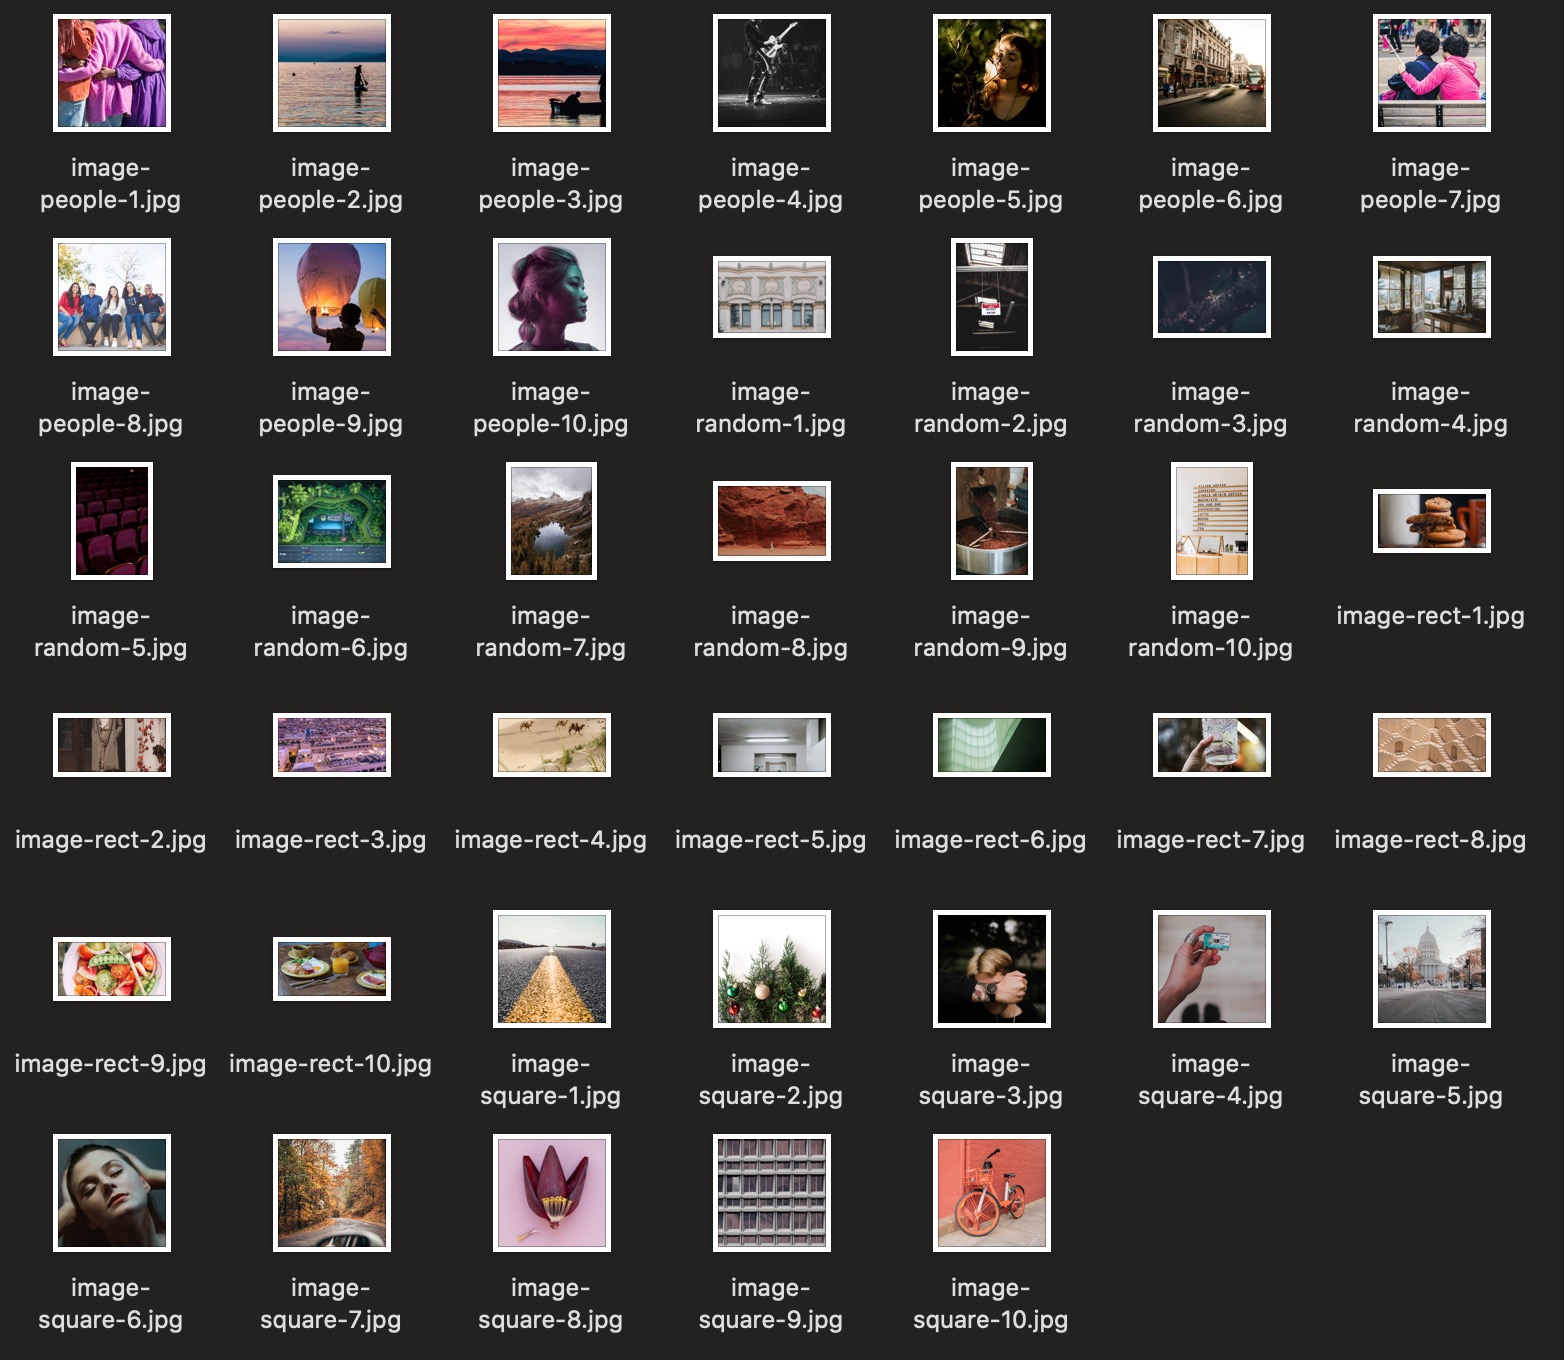 image-
people-1.jpg
image-
people-2.jpg
image-
people-3.jpg
image-
people-4.jpg
image-
people-5.jpg
image-
people-6.jpg
image-
people-7.jpg
image-
people-8.jpg
image-
people-9.jpg
image-
people-10.jpg
image-
random-1.jpg
image-
random-2.jpg
image-
random-3.jpg
image-
random-4.jpg
image-
random-5.jpg
image-
random-6.jpg
image-
random-7.jpg
image-
random-8.jpg
image-
random-9.jpg
image-
random-10.jpg
image-rect-1.jpg
image-rect-2.jpg
image-rect-3.jpg
image-rect-4.jpg
image-rect-5.jpg
image-rect-6.jpg
image-rect-7.jpg
image-rect-8.jpg
image-rect-9.jpg
image-rect-10.jpg
image-
square-1.jpg
image-
square-2.jpg
image-
square-3.jpg
image-
square-4.jpg
image-
square-5.jpg
image-
square-6.jpg
image-
square-7.jpg
image-
square-8.jpg
image-
square-9.jpg
image-
square-10.jpg